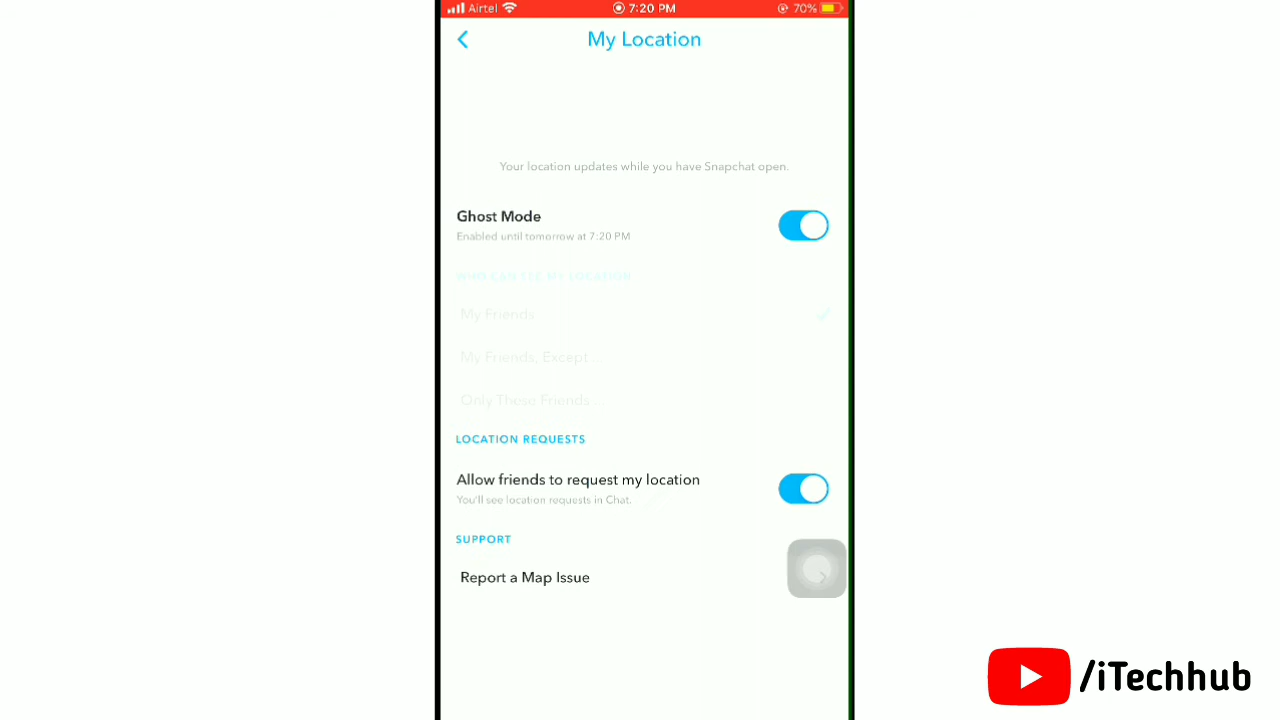 Airtel 7:20 PM 70%
My Location
Your location updates while you have Snapchat open.
Ghost Mode
Enabled until tomorrow at 7:20 PM
WHO CAN SEE MY LOCATION
My Friends
My Friends, Except...
Only These Friends...
LOCATION REQUESTS
Allow friends to request my location
You'll see location requests in Chat.
SUPPORT
Report a Map Issue
/iTechhub